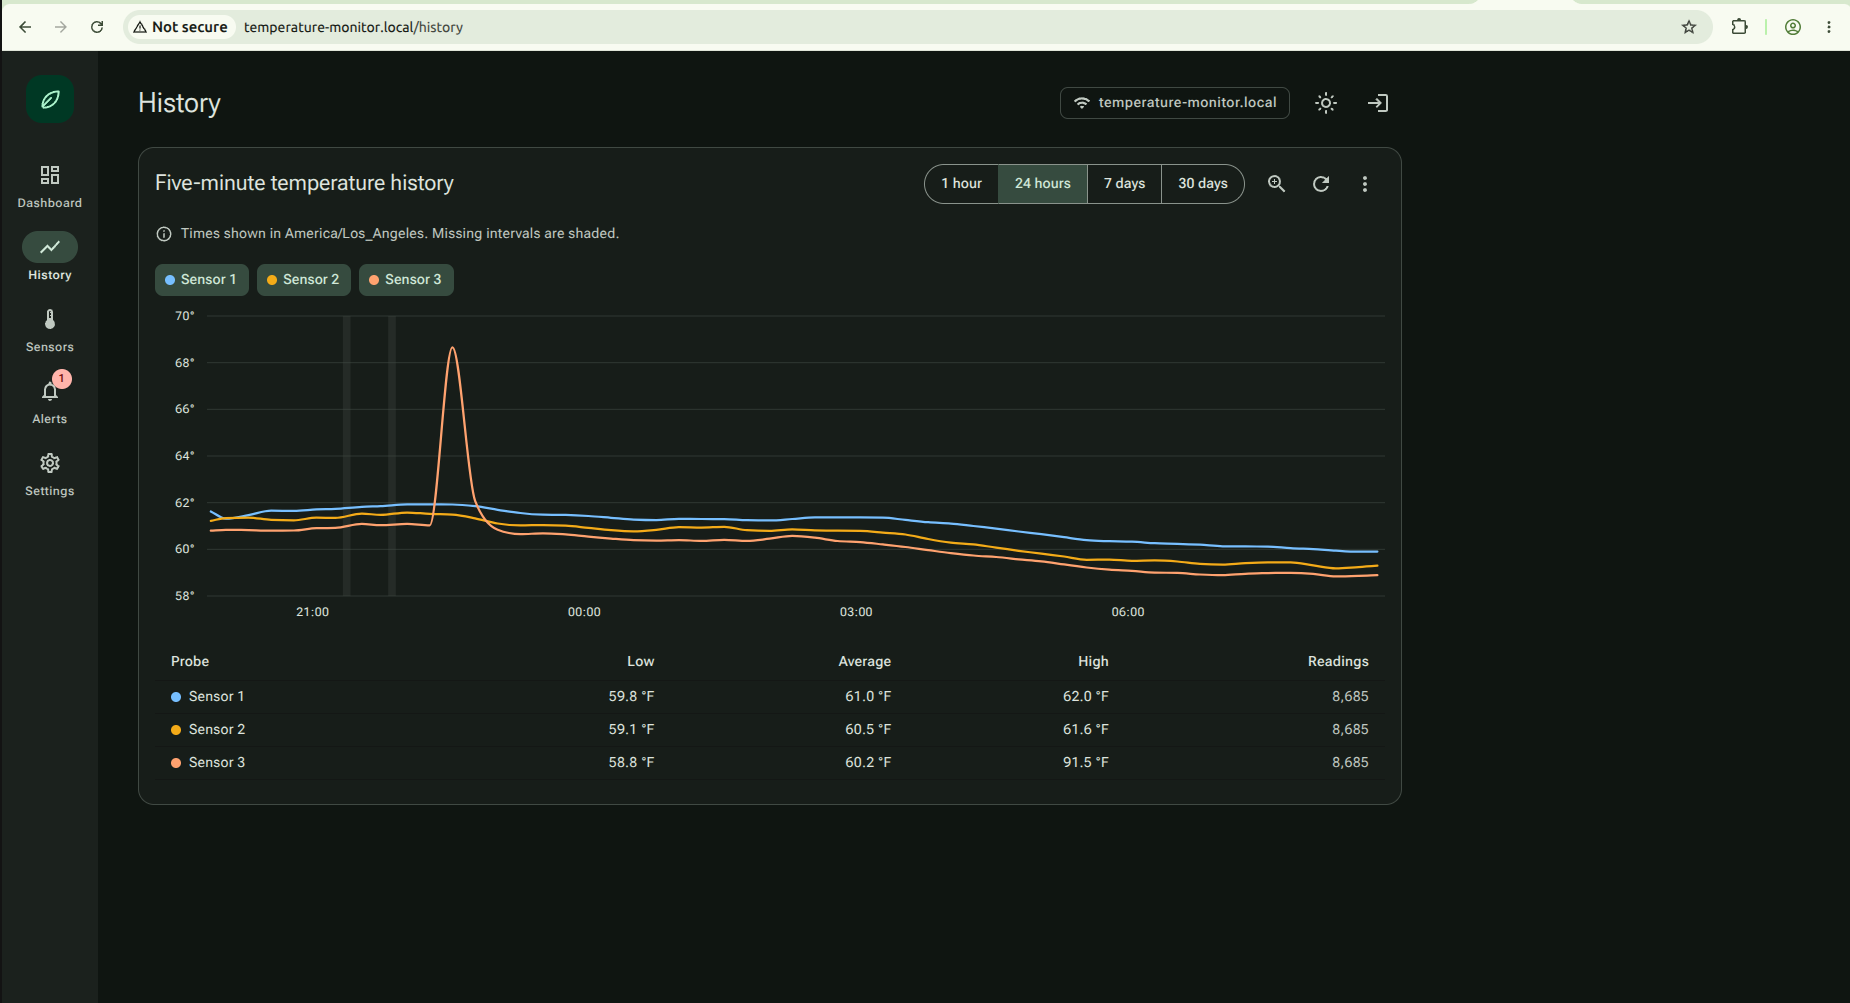 Not secure temperature-monitor.local/history
History
temperature-monitor.local
Dashboard
History
Sensors
1
Alerts
Settings
Five-minute temperature history
1 hour 24 hours 7 days 30 days
Times shown in America/Los_Angeles. Missing intervals are shaded.
Sensor 1 Sensor 2 Sensor 3
70°
68°
66°
64°
62°
60°
58°
21:00 00:00 03:00 06:00
Probe Low Average High Readings
Sensor 1 59.8 °F 61.0 °F 62.0 °F 8,685
Sensor 2 59.1 °F 60.5 °F 61.6 °F 8,685
Sensor 3 58.8 °F 60.2 °F 91.5 °F 8,685